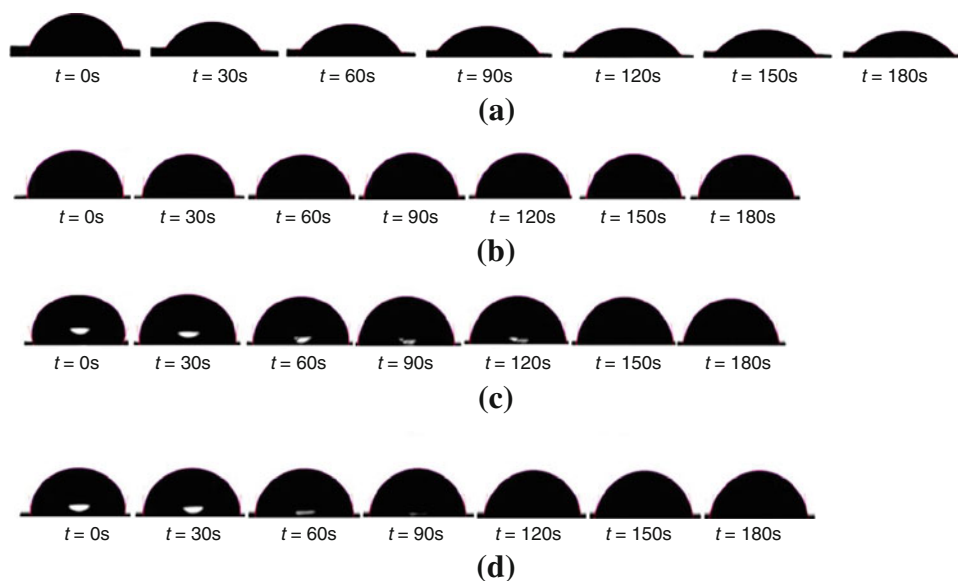 t = 0s t = 30s t = 60s t = 90s t = 120s t = 150s t = 180s
(a)
t = 0s t = 30s t = 60s t = 90s t = 120s t = 150s t = 180s
(b)
t = 0s t = 30s t = 60s t = 90s t = 120s t = 150s t = 180s
(c)
t = 0s t = 30s t = 60s t = 90s t = 120s t = 150s t = 180s
(d)